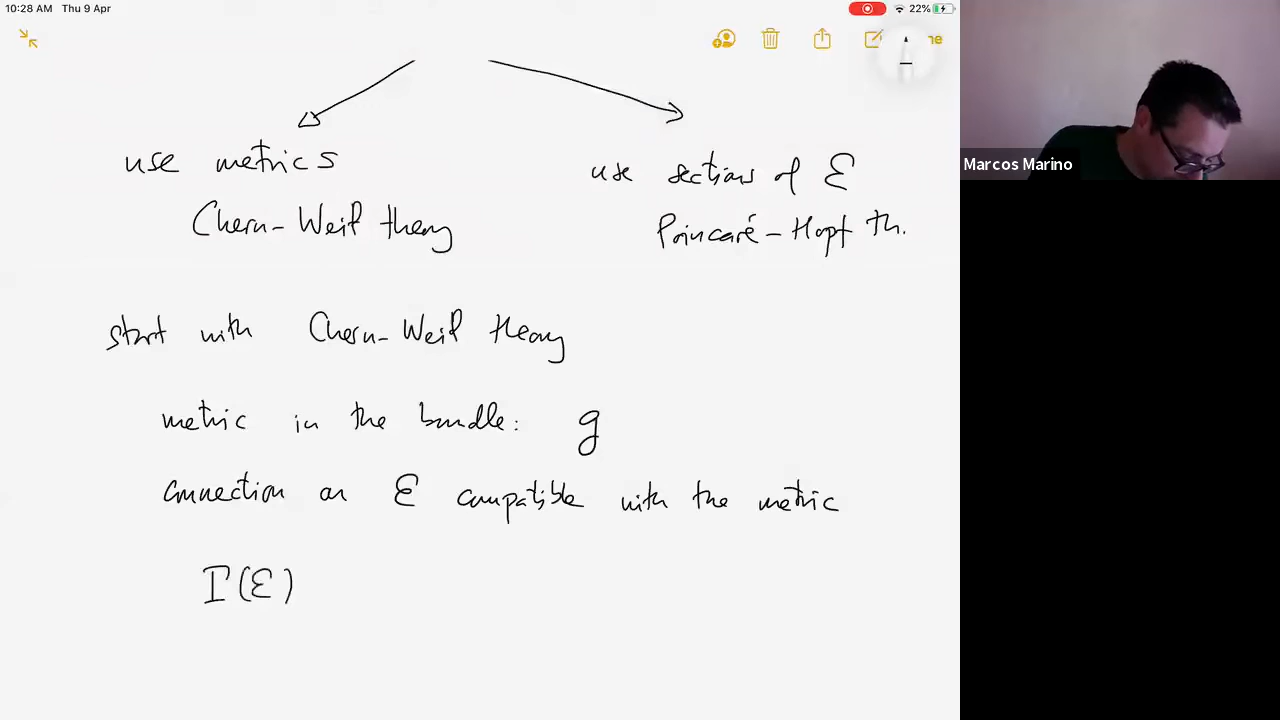 10:28 AM Thu 9 Apr
22%
use metrics
Chern-Weil theory
use sections of ℰ
Poincaré-Hopf th.
start with Chern-Weil theory
metric in the bundle: g
connection on ℰ compatible with the metric
Γ(ℰ)
Marcos Marino